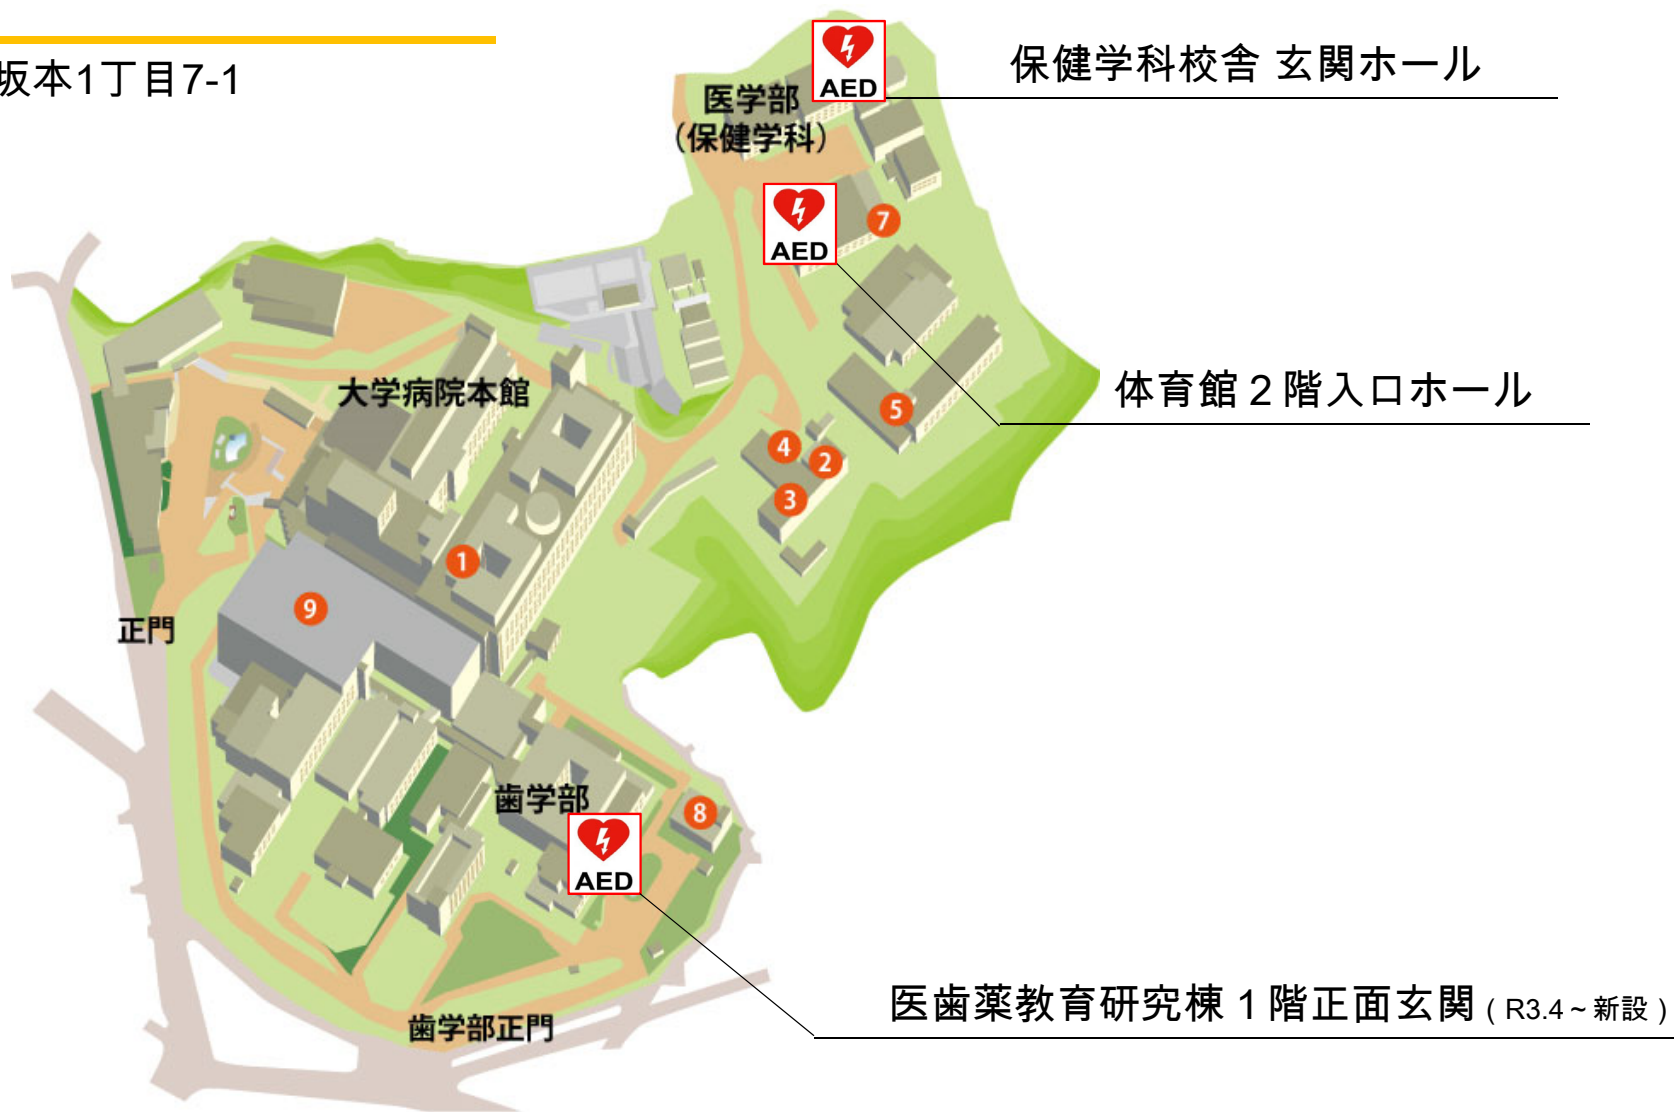 坂本1丁目7-1
保健学科校舎 玄関ホール
AED
医学部
（保健学科）
AED
7
体育館２階入口ホール
大学病院本館
5
4
2
3
1
9
正門
歯学部
8
AED
医歯薬教育研究棟１階正面玄関（R3.4～新設）
歯学部正門